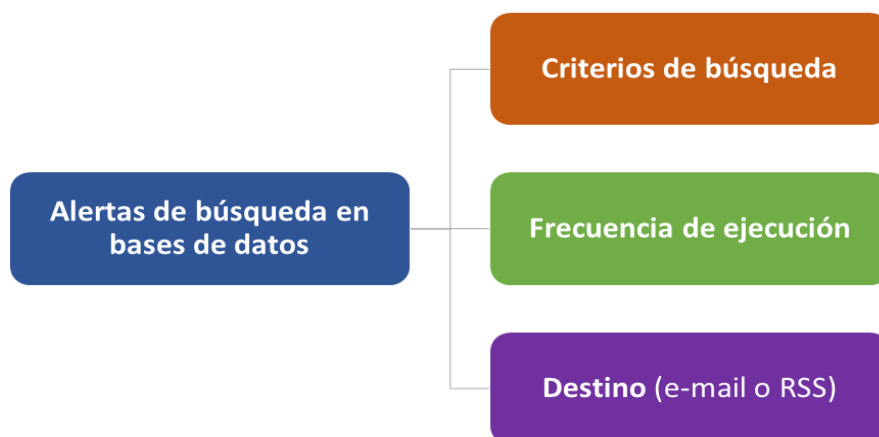 Criterios de búsqueda
Alertas de búsqueda en
bases de datos
Frecuencia de ejecución
Destino (e-mail o RSS)